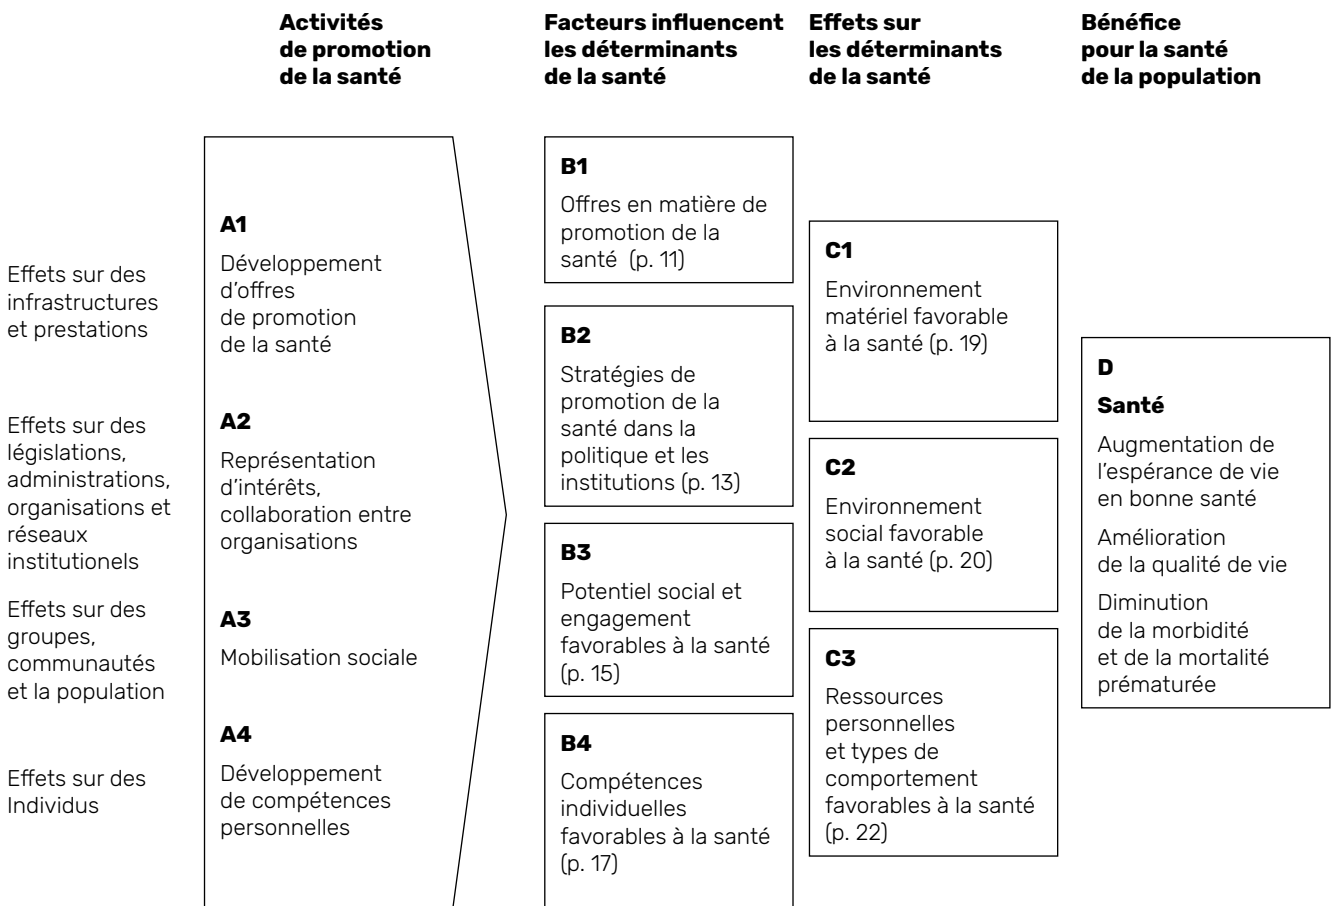 Activités
de promotion
de la santé
Facteurs influencent
les déterminants
de la santé
Effets sur
les déterminants
de la santé
Bénéfice
pour la santé
de la population
Effets sur des
infrastructures
et prestations
Effets sur des
législations,
administrations,
organisations et
réseaux
institutionels
Effets sur des
groupes,
communautés
et la population
Effets sur des
Individus
A1
Développement
d’offres
de promotion
de la santé
A2
Représentation
d’intérêts,
collaboration entre
organisations
A3
Mobilisation sociale
A4
Développement
de compétences
personnelles
B1
Offres en matière de
promotion de la
santé (p. 11)
B2
Stratégies de
promotion de la
santé dans la
politique et les
institutions (p. 13)
B3
Potentiel social et
engagement
favorables à la santé
(p. 15)
B4
Compétences
individuelles
favorables à la santé
(p. 17)
C1
Environnement
matériel favorable
à la santé (p. 19)
C2
Environnement
social favorable
à la santé (p. 20)
C3
Ressources
personnelles
et types de
comportement
favorables à la santé
(p. 22)
D
Santé
Augmentation de
l’espérance de vie
en bonne santé
Amélioration
de la qualité de vie
Diminution
de la morbidité
et de la mortalité
prématurée